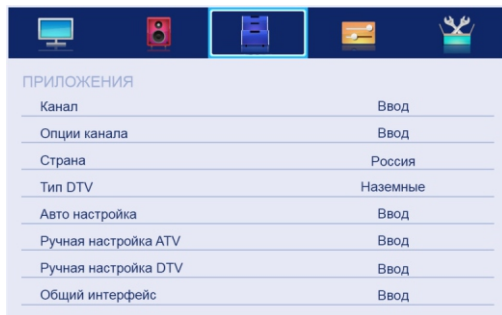 ПРИЛОЖЕНИЯ
Канал Ввод
Опции канала Ввод
Страна Россия
Тип DTV Наземные
Авто настройка Ввод
Ручная настройка ATV Ввод
Ручная настройка DTV Ввод
Общий интерфейс Ввод